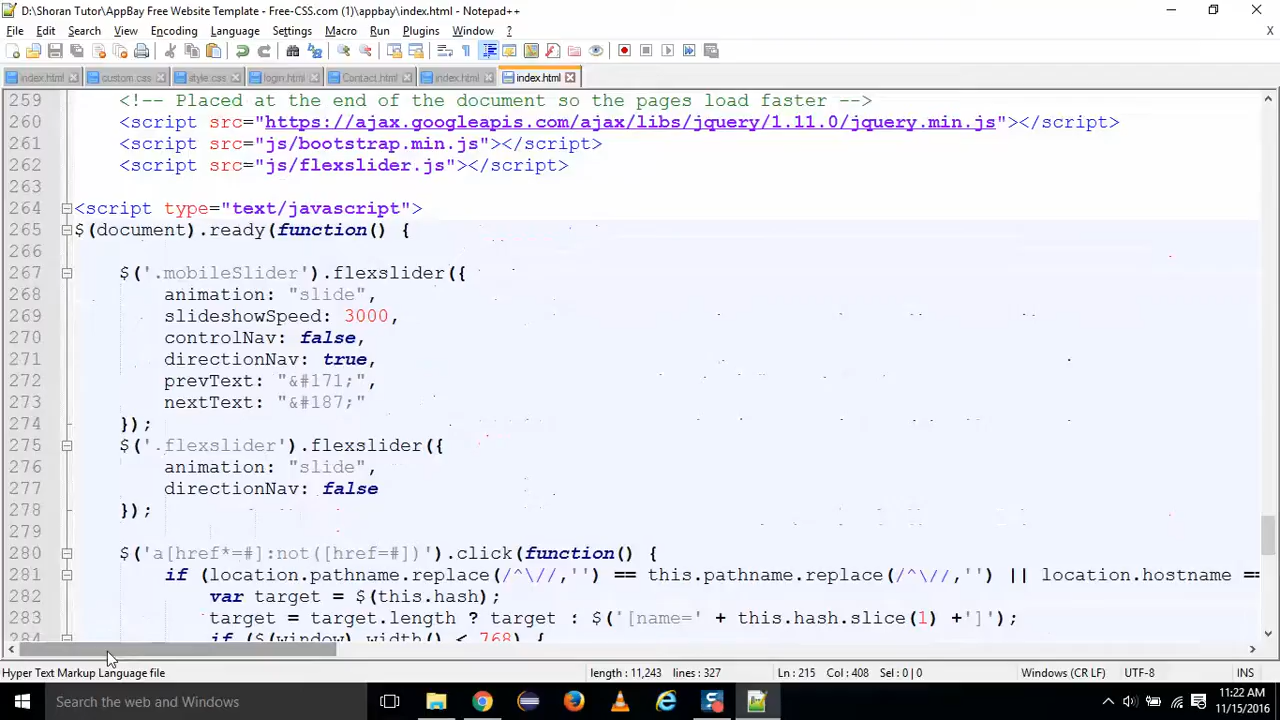 D:\Shoran Tutor\AppBay Free Website Template - Free-CSS.com (1)\appbay\index.html - Notepad++
File Edit Search View Encoding Language Settings Macro Run Plugins Window ? X
index.html custom.css style.css login.html Contact.html index.html index.html
259 <!-- Placed at the end of the document so the pages load faster -->
260 <script src="https://ajax.googleapis.com/ajax/libs/jquery/1.11.0/jquery.min.js"></script>
261 <script src="js/bootstrap.min.js"></script>
262 <script src="js/flexslider.js"></script>
263
264 <script type="text/javascript">
265 $(document).ready(function() {
266
267 $('.mobileSlider').flexslider({
268 animation: "slide",
269 slideshowSpeed: 3000,
270 controlNav: false,
271 directionNav: true,
272 prevText: "&#171;",
273 nextText: "&#187;"
274 });
275 $('.flexslider').flexslider({
276 animation: "slide",
277 directionNav: false
278 });
279
280 $('a[href*=#]:not([href=#])').click(function() {
281 if (location.pathname.replace(/^\//,'') == this.pathname.replace(/^\//,'') || location.hostname ==
282 var target = $(this.hash);
283 target = target.length ? target : $('[name=' + this.hash.slice(1) +']');
284 if ($(window).width() < 768) {
Hyper Text Markup Language file length : 11,243 lines : 327 Ln : 215 Col : 408 Sel : 0 | 0 Windows (CR LF) UTF-8 INS
Search the web and Windows
11:22 AM
11/15/2016